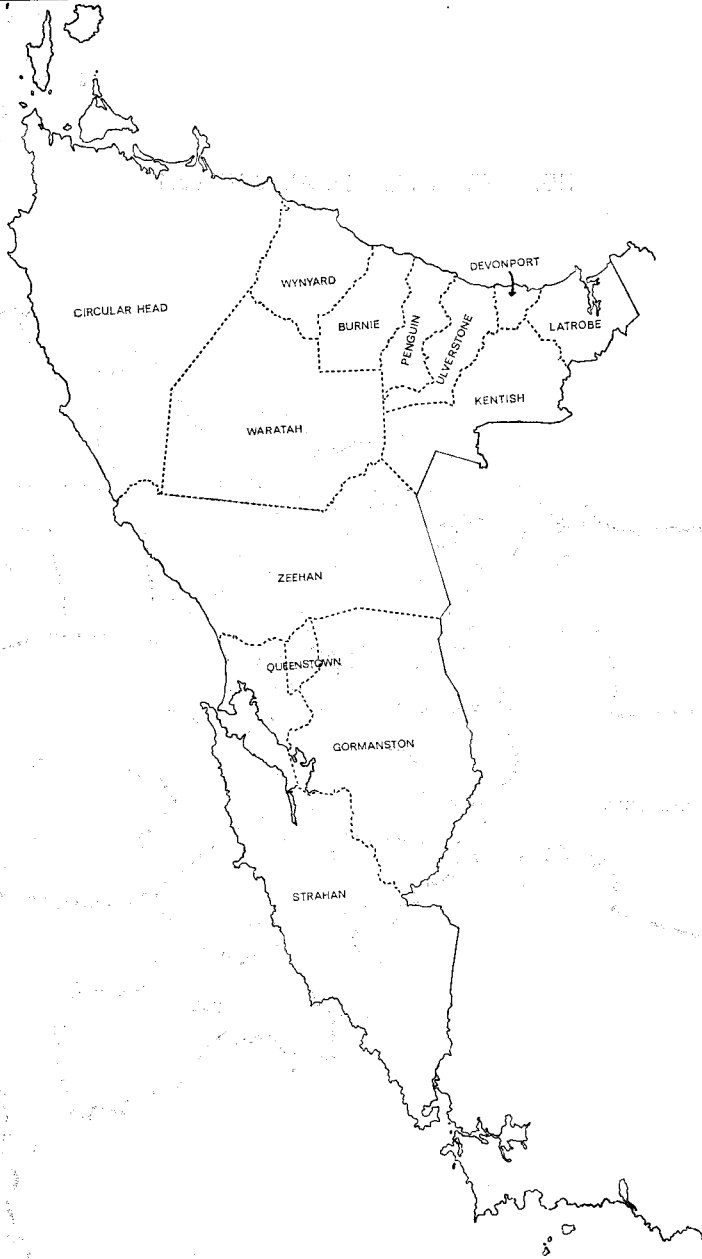 DEVONPORT
WYNYARD
CIRCULAR HEAD
BURNIE
PENGUIN
ULVERSTONE
LATROBE
KENTISH
WARATAH
ZEEHAN
QUEENSTOWN
GORMANSTON
STRAHAN